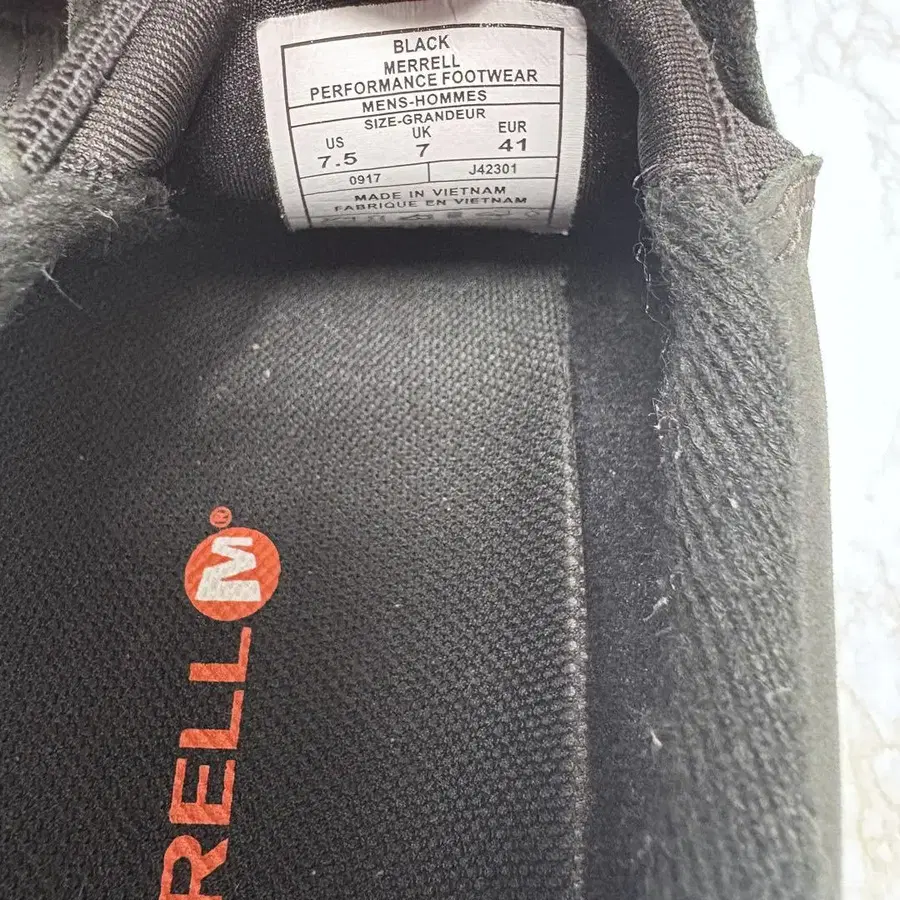 BLACK
MERRELL
PERFORMANCE FOOTWEAR
MENS-HOMMES
SIZE-GRANDEUR
US UK EUR
7.5 7 41
0917 J42301
MADE IN VIETNAM
FABRIQUE EN VIETNAM
RRELL M M®